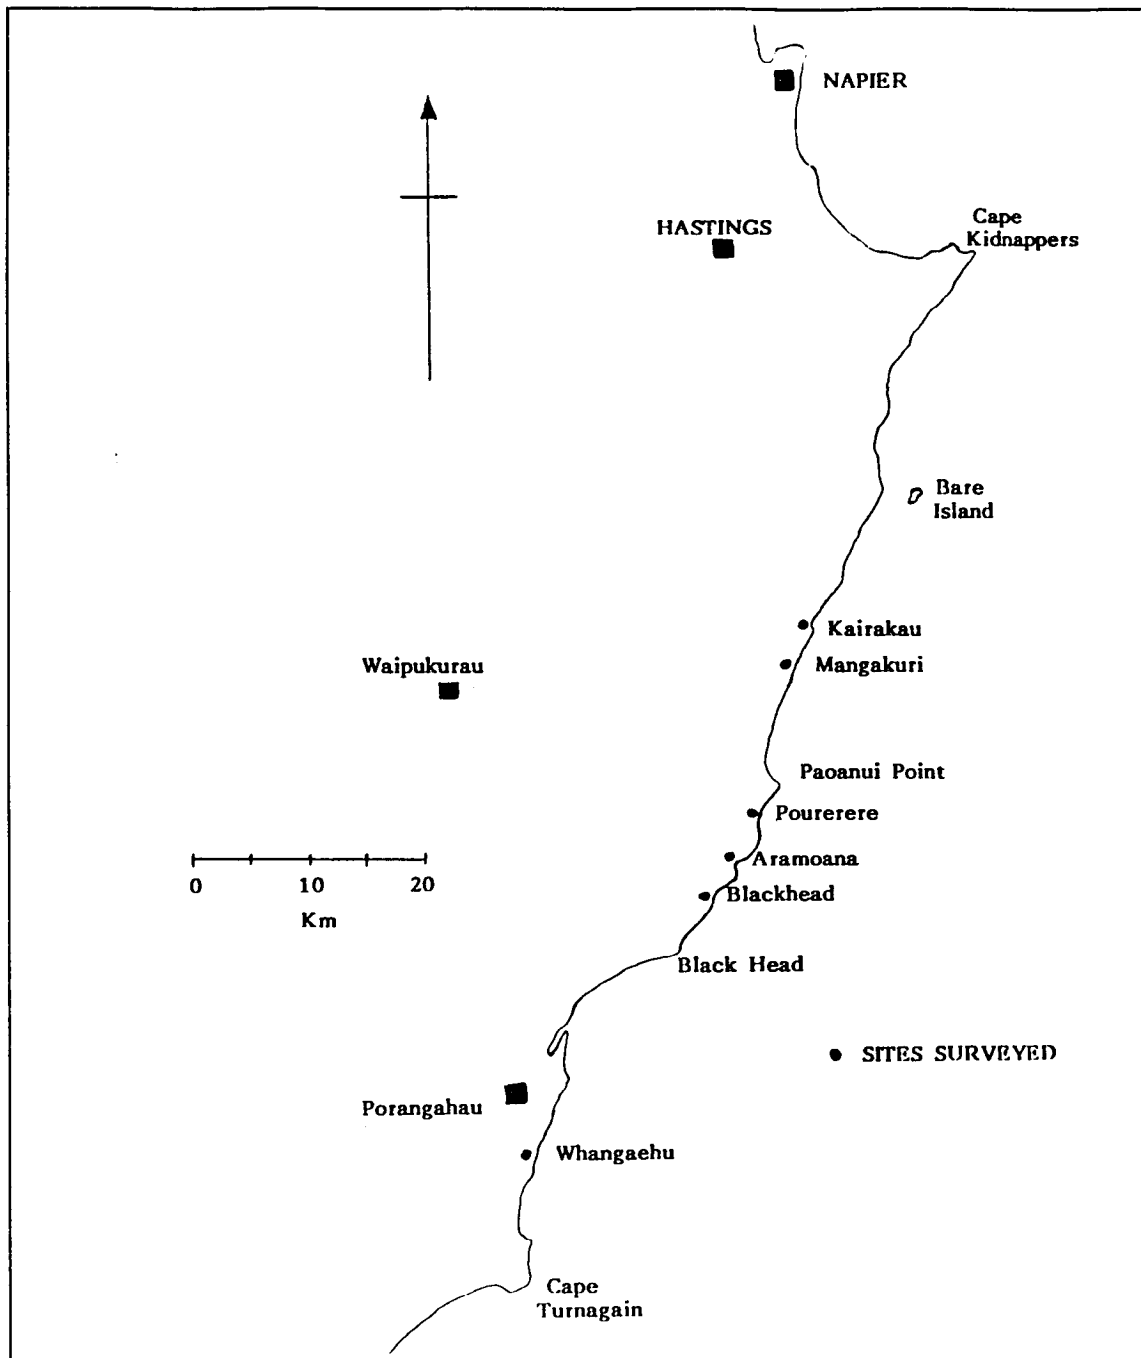 NAPIER
Cape
Kidnappers
HASTINGS
Bare
Island
Kairakau
Mangakuri
Waipukurau
Paoanui Point
Pourerere
Aramoana
0 10 20
Km
Blackhead
Black Head
SITES SURVEYED
Porangahau
Whangaehu
Cape
Turnagain